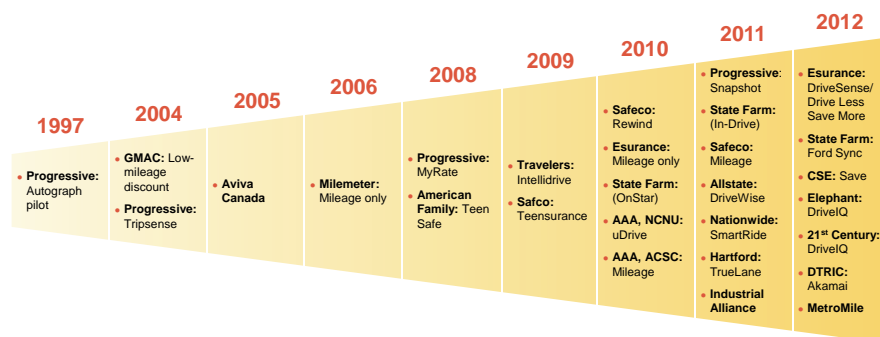 1997
• Progressive:
Autograph
pilot
2004
• GMAC: Low-
mileage
discount
• Progressive:
Tripsense
2005
• Aviva
Canada
2006
• Milemeter:
Mileage only
2008
• Progressive:
MyRate
• American
Family: Teen
Safe
2009
• Travelers:
Intellidrive
• Safco:
Teensurance
2010
• Safeco:
Rewind
• Esurance:
Mileage only
• State Farm:
(OnStar)
• AAA, NCNU:
uDrive
• AAA, ACSC:
Mileage
2011
• Progressive:
Snapshot
• State Farm:
(In-Drive)
• Safeco:
Mileage
• Allstate:
DriveWise
• Nationwide:
SmartRide
• Hartford:
TrueLane
• Industrial
Alliance
2012
• Esurance:
DriveSense/
Drive Less
Save More
• State Farm:
Ford Sync
• CSE: Save
• Elephant:
DriveIQ
• 21st Century:
DriveIQ
• DTRIC:
Akamai
• MetroMile